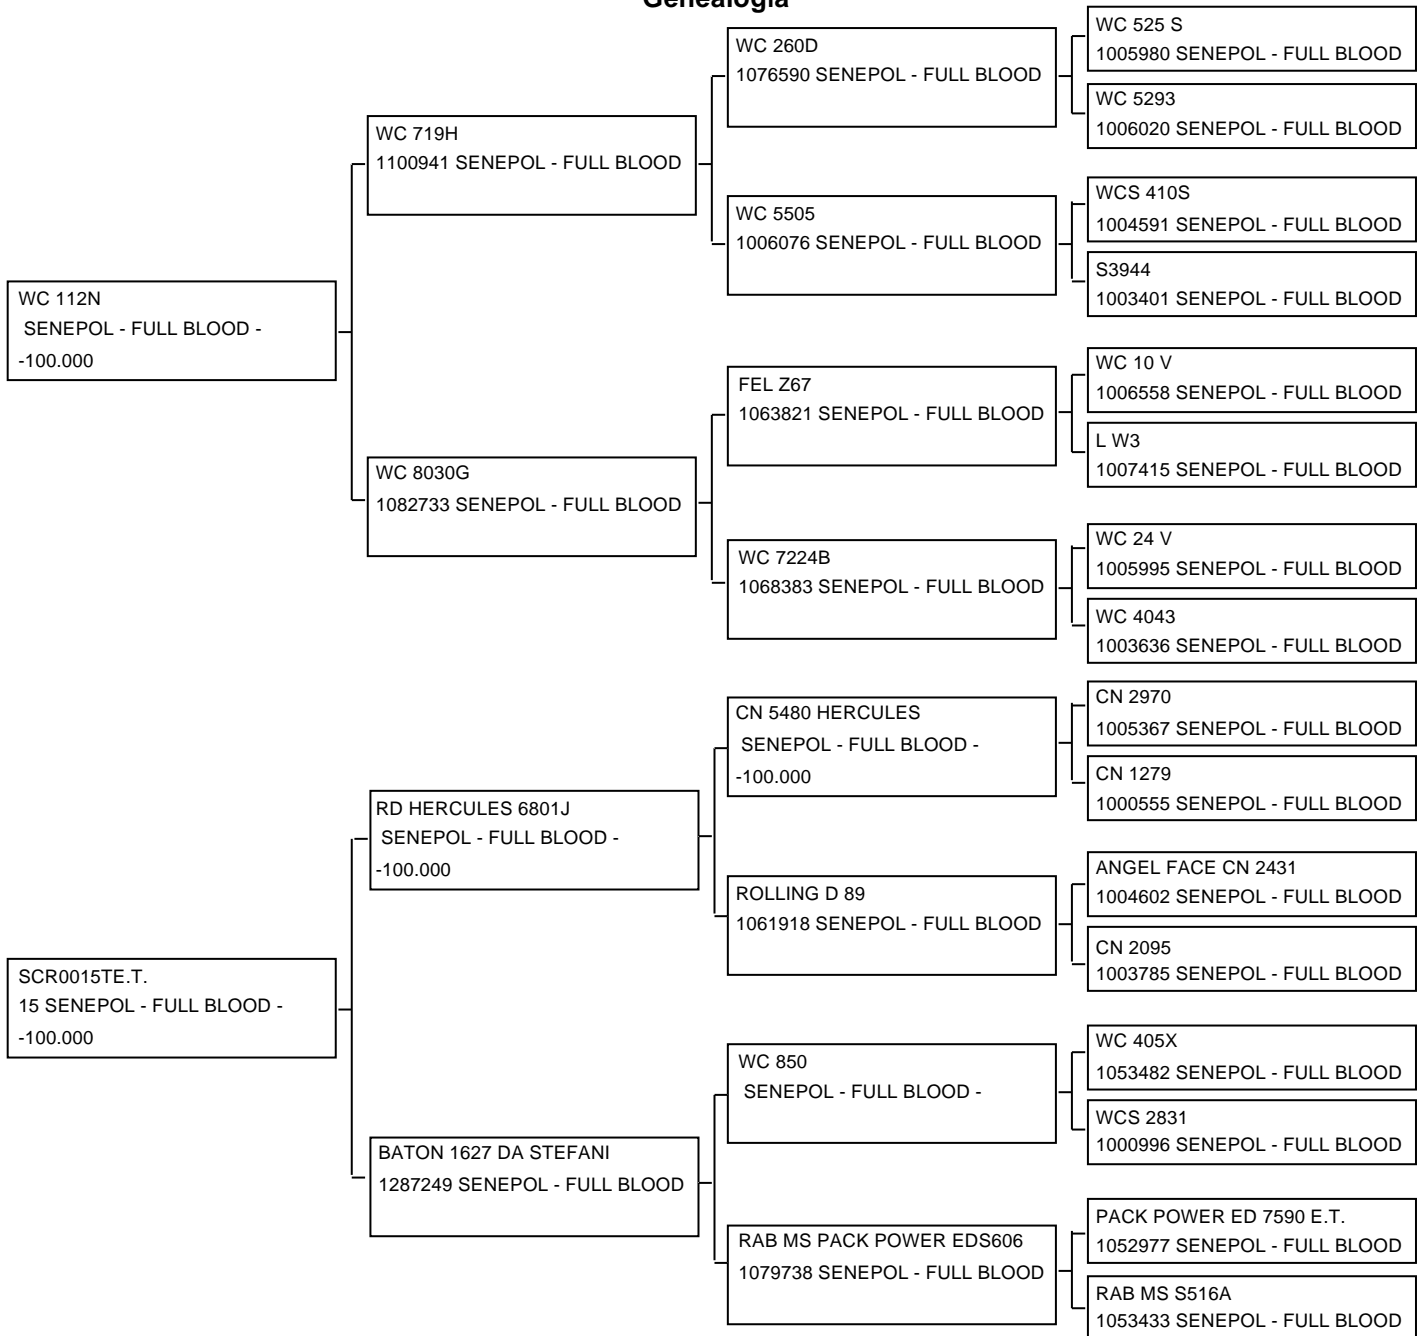 Genealogia
WC 112N
SENEPOL - FULL BLOOD -
-100.000
SCR0015TE.T.
15 SENEPOL - FULL BLOOD -
-100.000
WC 719H
1100941 SENEPOL - FULL BLOOD
WC 8030G
1082733 SENEPOL - FULL BLOOD
RD HERCULES 6801J
SENEPOL - FULL BLOOD -
-100.000
BATON 1627 DA STEFANI
1287249 SENEPOL - FULL BLOOD
WC 260D
1076590 SENEPOL - FULL BLOOD
WC 5505
1006076 SENEPOL - FULL BLOOD
FEL Z67
1063821 SENEPOL - FULL BLOOD
WC 7224B
1068383 SENEPOL - FULL BLOOD
CN 5480 HERCULES
SENEPOL - FULL BLOOD -
-100.000
ROLLING D 89
1061918 SENEPOL - FULL BLOOD
WC 850
SENEPOL - FULL BLOOD -
RAB MS PACK POWER EDS606
1079738 SENEPOL - FULL BLOOD
WC 525 S
1005980 SENEPOL - FULL BLOOD
WC 5293
1006020 SENEPOL - FULL BLOOD
WCS 410S
1004591 SENEPOL - FULL BLOOD
S3944
1003401 SENEPOL - FULL BLOOD
WC 10 V
1006558 SENEPOL - FULL BLOOD
L W3
1007415 SENEPOL - FULL BLOOD
WC 24 V
1005995 SENEPOL - FULL BLOOD
WC 4043
1003636 SENEPOL - FULL BLOOD
CN 2970
1005367 SENEPOL - FULL BLOOD
CN 1279
1000555 SENEPOL - FULL BLOOD
ANGEL FACE CN 2431
1004602 SENEPOL - FULL BLOOD
CN 2095
1003785 SENEPOL - FULL BLOOD
WC 405X
1053482 SENEPOL - FULL BLOOD
WCS 2831
1000996 SENEPOL - FULL BLOOD
PACK POWER ED 7590 E.T.
1052977 SENEPOL - FULL BLOOD
RAB MS S516A
1053433 SENEPOL - FULL BLOOD